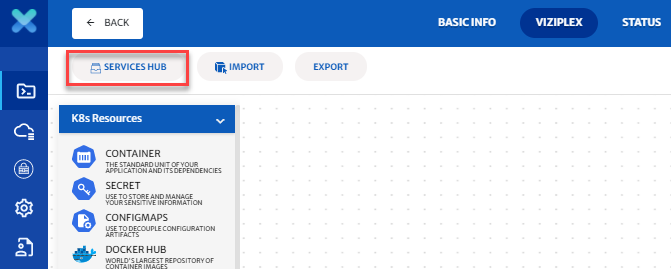 BACK
BASIC INFO
VIZIPLEX
STATUS
SERVICES HUB
IMPORT
EXPORT
K8s Resources
CONTAINER
THE STANDARD UNIT OF YOUR
APPLICATION AND ITS DEPENDENCIES
SECRET
USE TO STORE AND MANAGE
YOUR SENSITIVE INFORMATION
CONFIGMAPS
USE TO DECOUPLE CONFIGURATION
ARTIFACTS
DOCKER HUB
WORLD'S LARGEST REPOSITORY OF
CONTAINER IMAGES